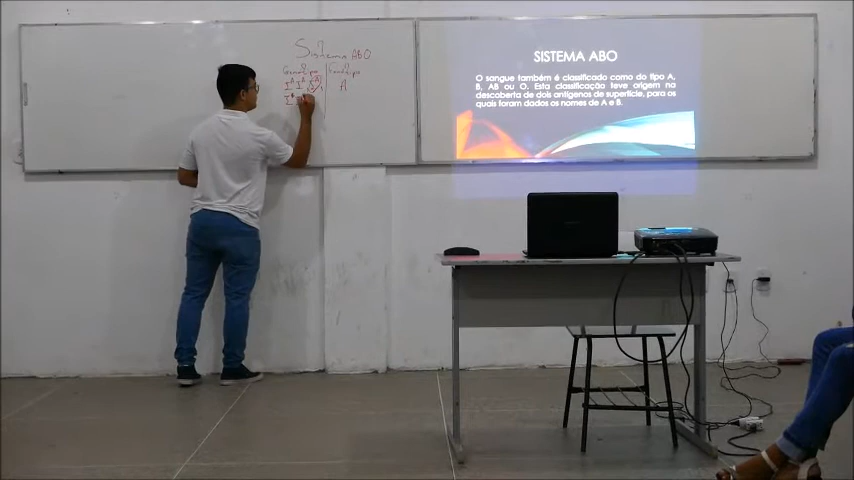 Sistema ABO
Genótipo Fenótipo
A
SISTEMA ABO
O sangue também é classificado como do tipo A,
B, AB ou O. Esta classificação teve origem na
descoberta de dois antígenos de superfície, para os
quais foram dados os nomes de A e B.